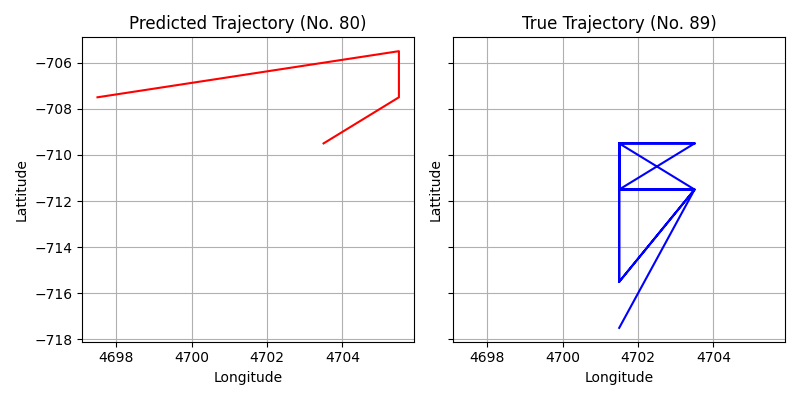 Predicted Trajectory (No. 80)
True Trajectory (No. 89)
Lattitude
−706
−708
−710
−712
−714
−716
−718
4698
4700
4702
4704
Longitude
Lattitude
4698
4700
4702
4704
Longitude